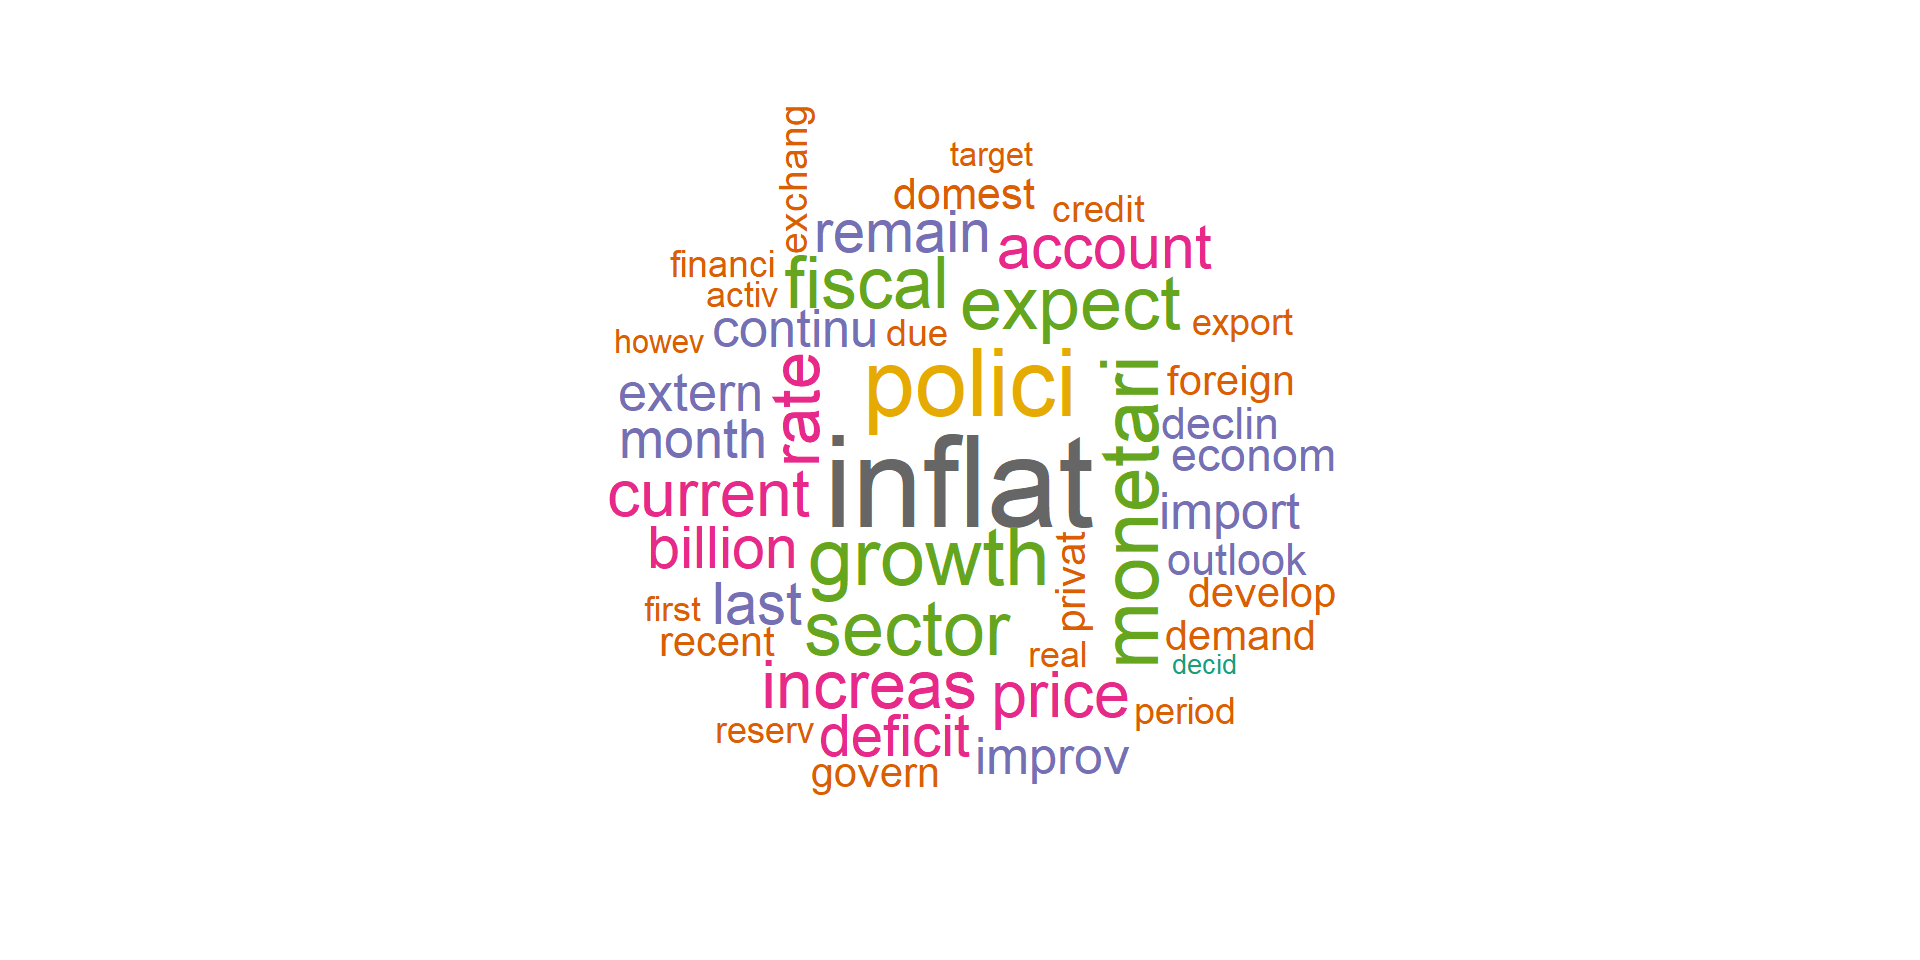 exchang
target
domest
credit
remain
account
financi
fiscal
expect
activ
continu
due
export
howev
rate
polici
monetari
foreign
extern
declin
month
econom
inflat
current
import
billion
growth
privat
outlook
develop
first
last
sector
demand
recent
real
decid
increas
price
period
reserv
deficit
improv
govern